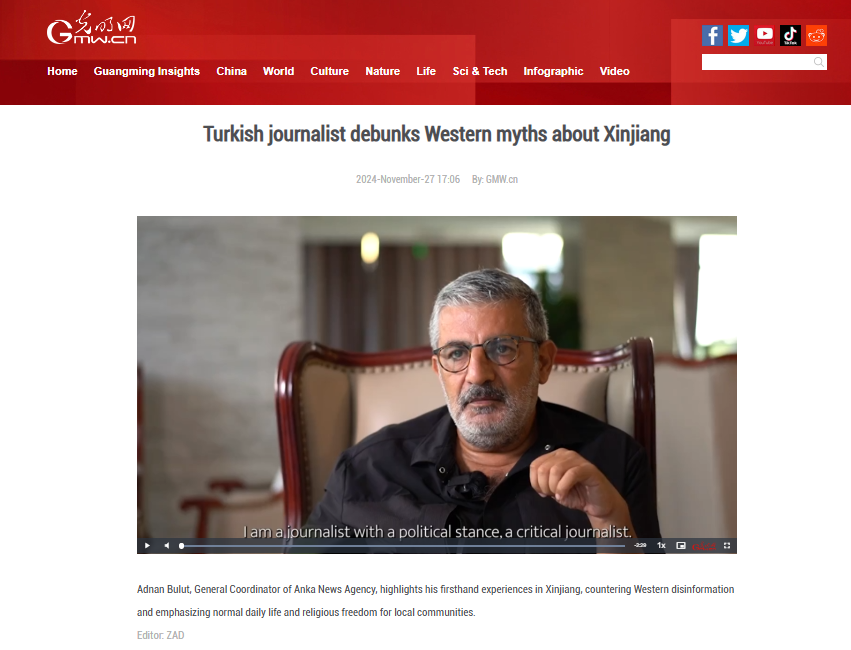 光明网
GMW.CN
YouTube
TikTok
Home Guangming Insights China World Culture Nature Life Sci & Tech Infographic Video
Turkish journalist debunks Western myths about Xinjiang
2024-November-27 17:06 By: GMW.cn
I am a journalist with a political stance, a critical journalist.
1x
Adnan Bulut, General Coordinator of Anka News Agency, highlights his firsthand experiences in Xinjiang, countering Western disinformation
and emphasizing normal daily life and religious freedom for local communities.
Editor: ZAD